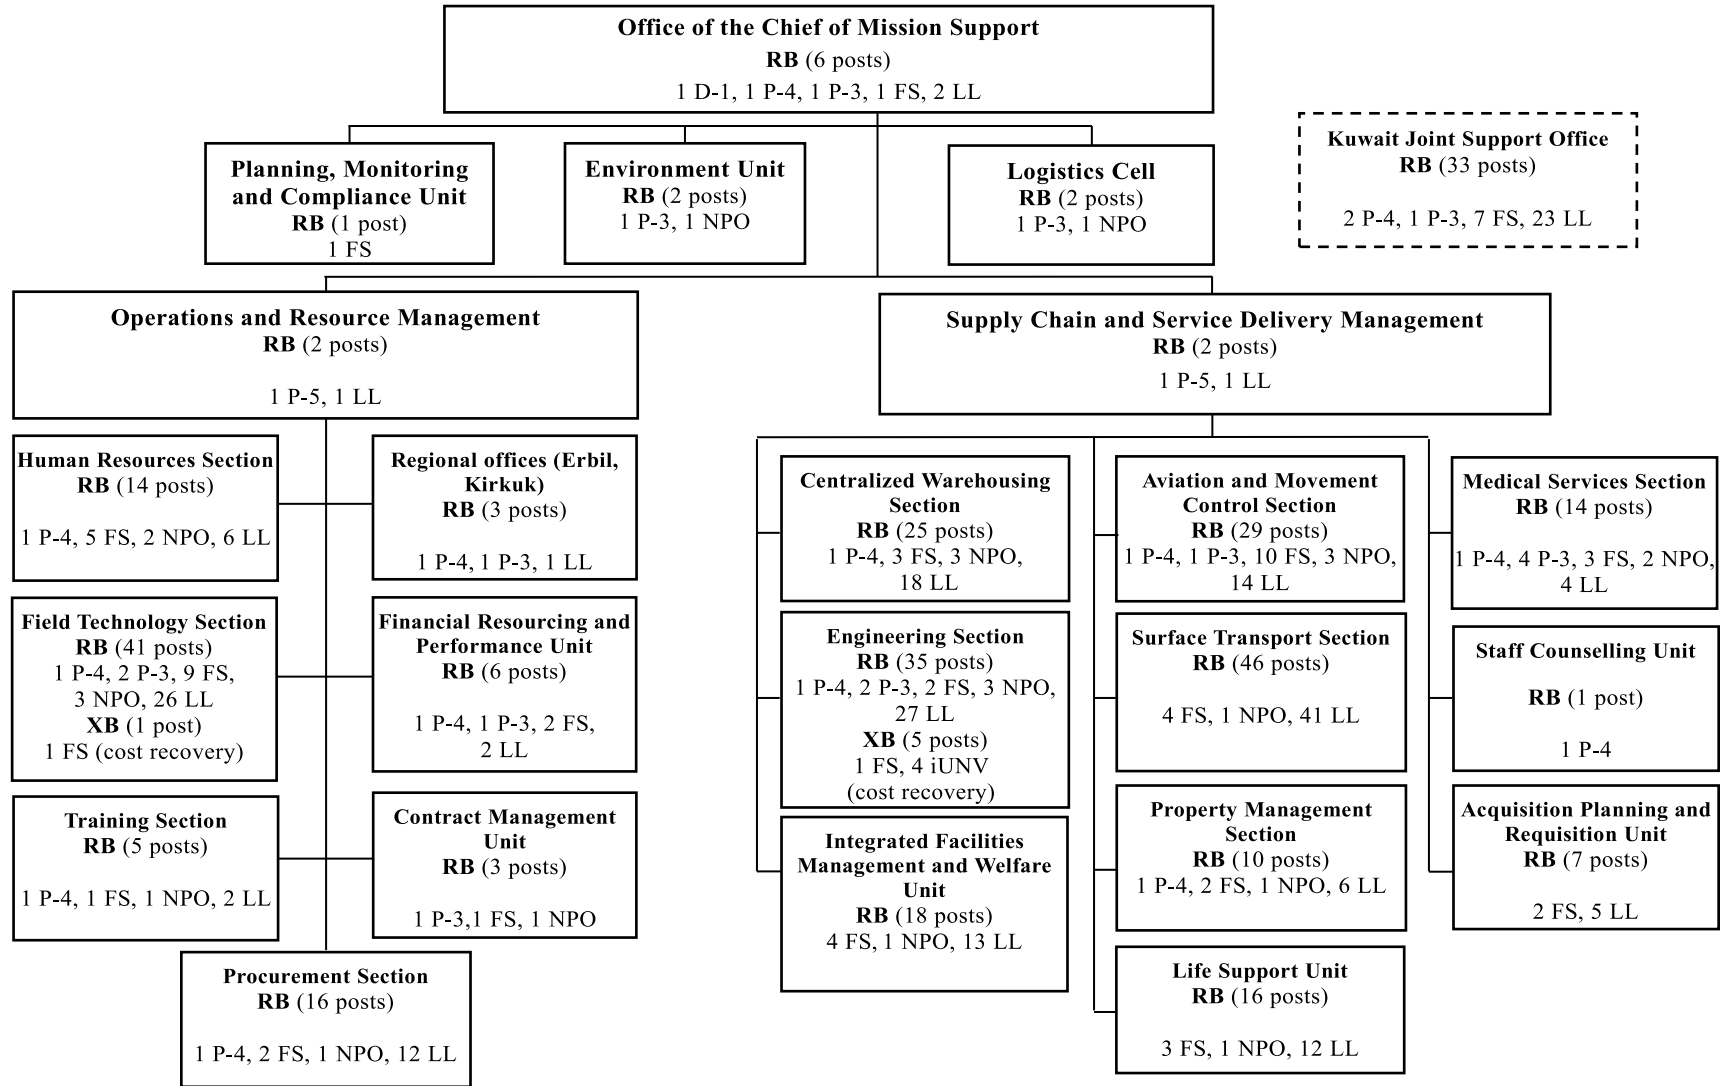 Office of the Chief of Mission Support
RB (6 posts)
1 D-1, 1 P-4, 1 P-3, 1 FS, 2 LL
Kuwait Joint Support Office
RB (33 posts)
2 P-4, 1 P-3, 7 FS, 23 LL
Planning, Monitoring
and Compliance Unit
RB (1 post)
1 FS
Environment Unit
RB (2 posts)
1 P-3, 1 NPO
Logistics Cell
RB (2 posts)
1 P-3, 1 NPO
Operations and Resource Management
RB (2 posts)
1 P-5, 1 LL
Supply Chain and Service Delivery Management
RB (2 posts)
1 P-5, 1 LL
Human Resources Section
RB (14 posts)
1 P-4, 5 FS, 2 NPO, 6 LL
Regional offices (Erbil,
Kirkuk)
RB (3 posts)
1 P-4, 1 P-3, 1 LL
Field Technology Section
RB (41 posts)
1 P-4, 2 P-3, 9 FS,
3 NPO, 26 LL
XB (1 post)
1 FS (cost recovery)
Financial Resourcing and
Performance Unit
RB (6 posts)
1 P-4, 1 P-3, 2 FS,
2 LL
Training Section
RB (5 posts)
1 P-4, 1 FS, 1 NPO, 2 LL
Contract Management
Unit
RB (3 posts)
1 P-3,1 FS, 1 NPO
Procurement Section
RB (16 posts)
1 P-4, 2 FS, 1 NPO, 12 LL
Centralized Warehousing
Section
RB (25 posts)
1 P-4, 3 FS, 3 NPO,
18 LL
Aviation and Movement
Control Section
RB (29 posts)
1 P-4, 1 P-3, 10 FS, 3 NPO,
14 LL
Medical Services Section
RB (14 posts)
1 P-4, 4 P-3, 3 FS, 2 NPO,
4 LL
Engineering Section
RB (35 posts)
1 P-4, 2 P-3, 2 FS, 3 NPO,
27 LL
XB (5 posts)
1 FS, 4 iUNV
(cost recovery)
Surface Transport Section
RB (46 posts)
4 FS, 1 NPO, 41 LL
Staff Counselling Unit
RB (1 post)
1 P-4
Integrated Facilities
Management and Welfare
Unit
RB (18 posts)
4 FS, 1 NPO, 13 LL
Property Management
Section
RB (10 posts)
1 P-4, 2 FS, 1 NPO, 6 LL
Acquisition Planning and
Requisition Unit
RB (7 posts)
2 FS, 5 LL
Life Support Unit
RB (16 posts)
3 FS, 1 NPO, 12 LL